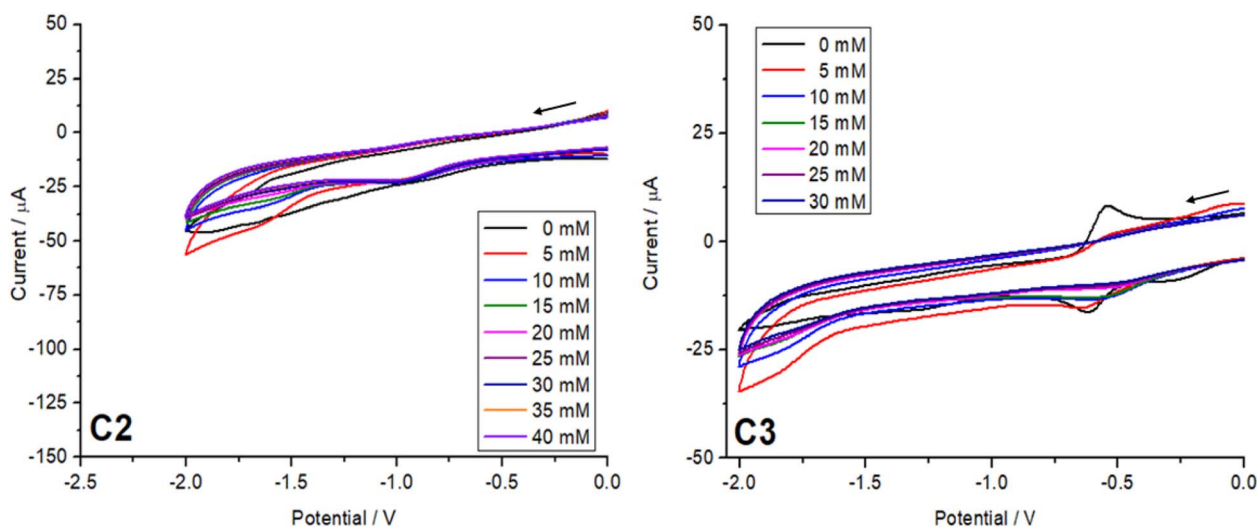 50
25
0
-25
-50
-75
-100
-125
-150
Current / μA
0 mM
5 mM
10 mM
15 mM
20 mM
25 mM
30 mM
35 mM
40 mM
C2
-2.5
-2.0
-1.5
-1.0
-0.5
0.0
Potential / V
50
25
0
-25
-50
Current / μA
0 mM
5 mM
10 mM
15 mM
20 mM
25 mM
30 mM
C3
-2.0
-1.5
-1.0
-0.5
0.0
Potential / V